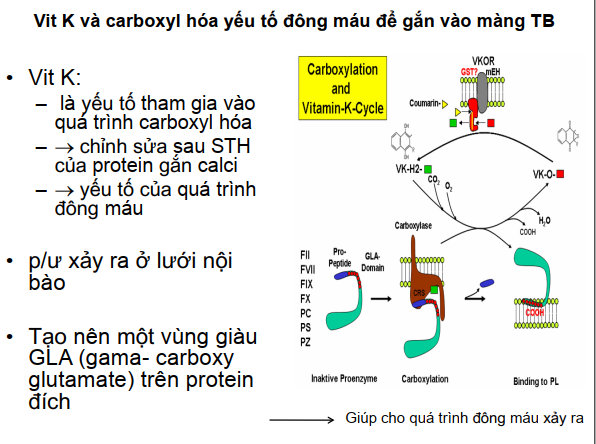 Vit K và carboxyl hóa yếu tố đông máu để gắn vào màng TB
• Vit K:
– là yếu tố tham gia vào
quá trình carboxyl hóa
– → chỉnh sửa sau STH
của protein gắn calci
– → yếu tố của quá trình
đông máu
• p/ư xảy ra ở lưới nội
bào
• Tạo nên một vùng giàu
GLA (gama- carboxy
glutamate) trên protein
đích
Carboxylation
and
Vitamin-K-Cycle
VKOR
GST? mEH
Coumarin-
VK-H2-
CO2
O2
VK-O-
H2O
COOH
Carboxylase
FII
FVII
FIX
FX
PC
PS
PZ
Pro-
Peptide
GLA-
Domain
CRS
COOH
Inaktive Proenzyme
Carboxylation
Binding to PL
Giúp cho quá trình đông máu xảy ra